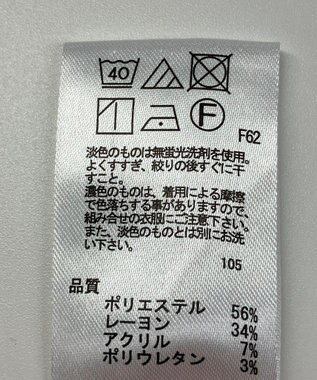 40
F
F62
淡色のものは無蛍光洗剤を使用。
よくすすぎ、絞りの後すぐに干
すこと。
濃色のものは、着用による摩擦
で色落ちする事がありますので、
組み合せの衣服にご注意下さい。
また、淡色のものとは別にお洗
い下さい。
105
品質
ポリエステル 56%
レーヨン 34%
アクリル 7%
ポリウレタン 3%